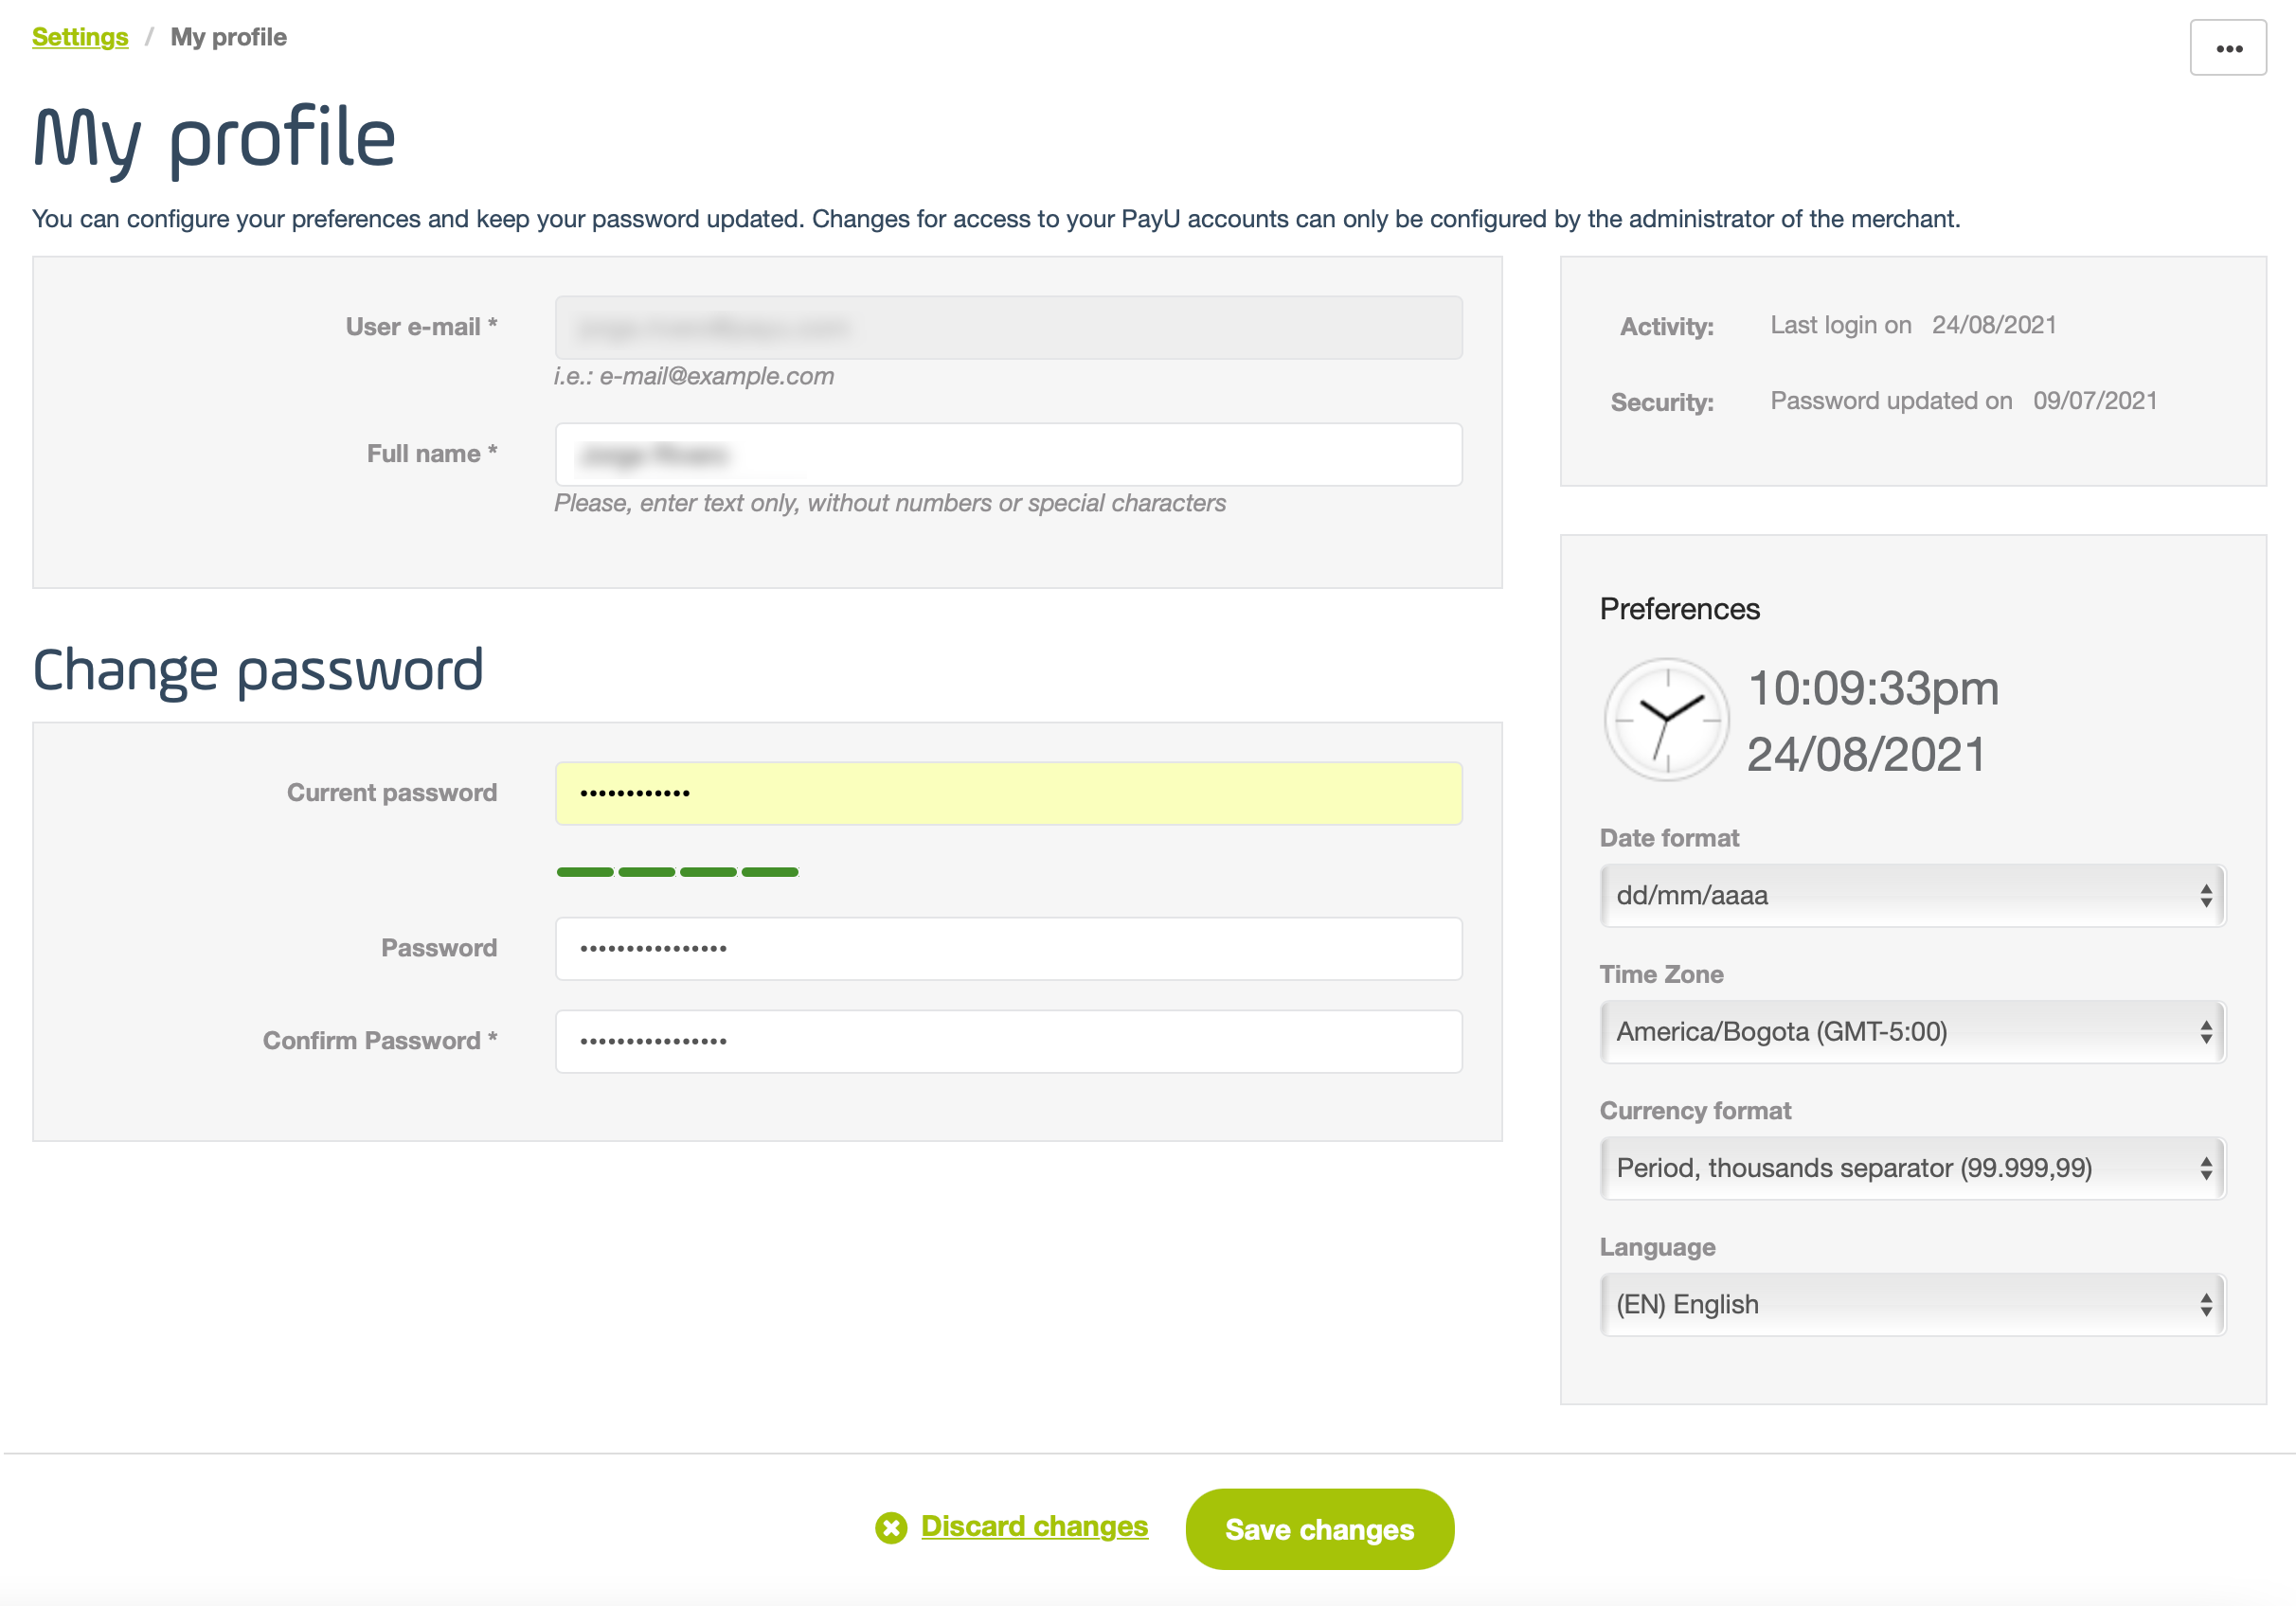 Settings / My profile
My profile
You can configure your preferences and keep your password updated. Changes for access to your PayU accounts can only be configured by the administrator of the merchant.
User e-mail *
i.e.: e-mail@example.com
Full name *
Please, enter text only, without numbers or special characters
Change password
Current password ••••••••••••
Password ••••••••••••••••
Confirm Password * ••••••••••••••••
Activity: Last login on 24/08/2021
Security: Password updated on 09/07/2021
Preferences
10:09:33pm
24/08/2021
Date format
dd/mm/aaaa
Time Zone
America/Bogota (GMT-5:00)
Currency format
Period, thousands separator (99.999,99)
Language
(EN) English
Discard changes
Save changes